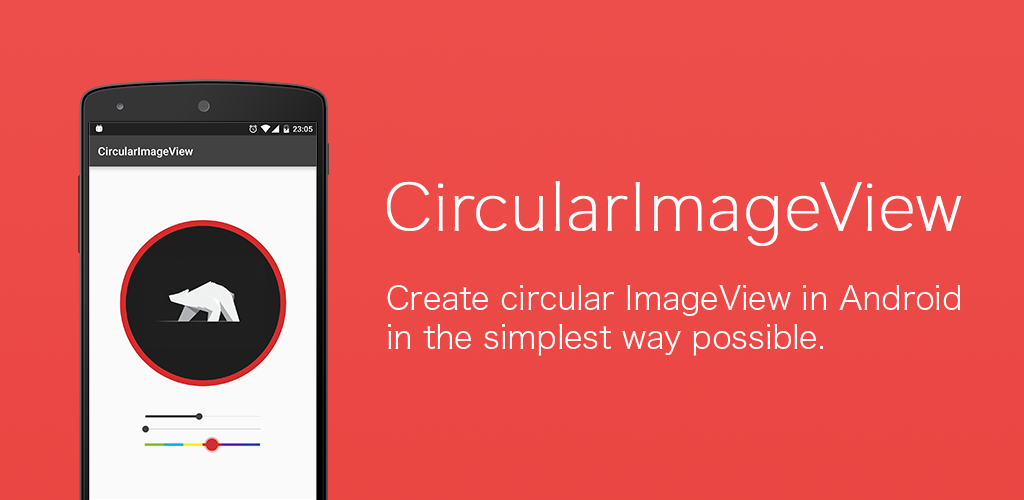 23:05
CircularImageView
CircularImageView
Create circular ImageView in Android
in the simplest way possible.